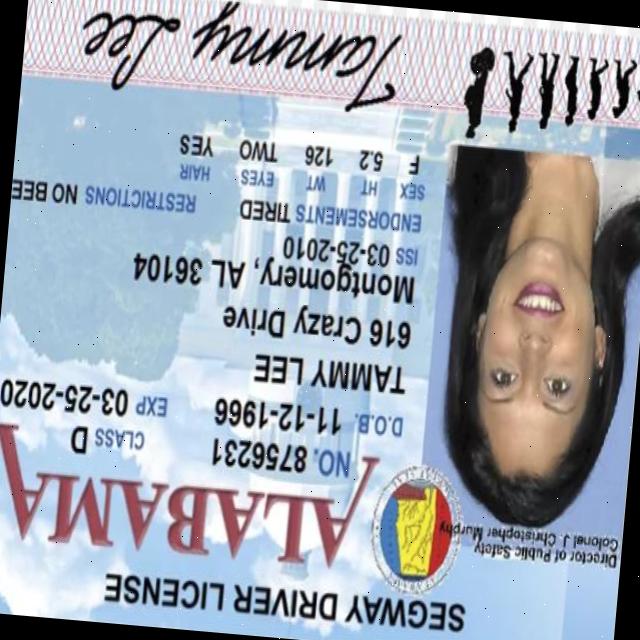 SEGWAY DRIVER LICENSE
ALABAMA
Director of Public Safety
Colonel J. Christopher Murphy
NO. 8756231 CLASS D
D.O.B. 11-12-1966 EXP 03-25-2020
TAMMY LEE
616 Crazy Drive
Montgomery, AL 36104
ISS 03-25-2010
ENDORSEMENTS TIRED RESTRICTIONS NO BEE
SEX HT WT EYES HAIR
F 5.2 126 TWO YES
Tammy Lee